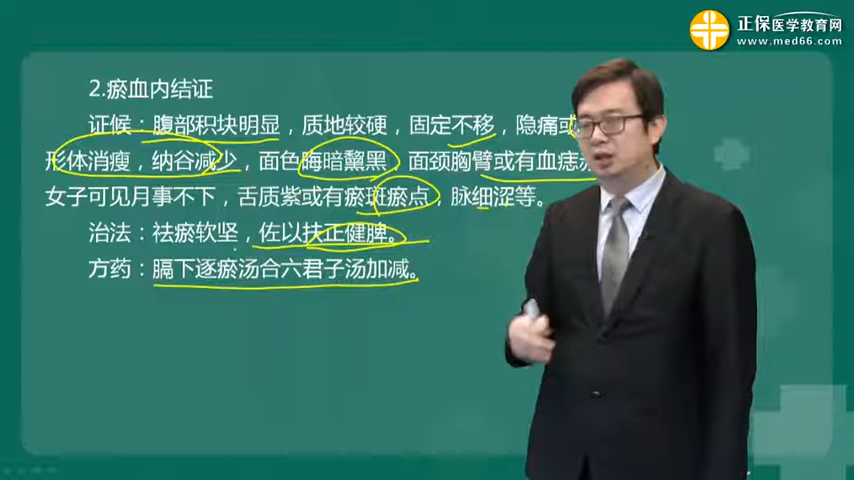 正保医学教育网
www.med66.com
2.瘀血内结证
证候：腹部积块明显，质地较硬，固定不移，隐痛或
形体消瘦，纳谷减少，面色晦暗黧黑，面颈胸臂或有血痣赤
女子可见月事不下，舌质紫或有瘀斑瘀点，脉细涩等。
治法：祛瘀软坚，佐以扶正健脾。
方药：膈下逐瘀汤合六君子汤加减。